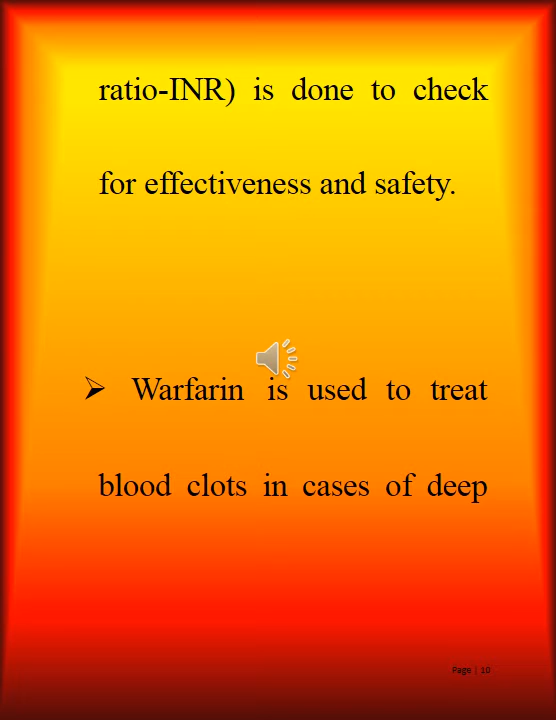 ratio-INR) is done to check
for effectiveness and safety.
➢ Warfarin is used to treat
blood clots in cases of deep
Page | 10